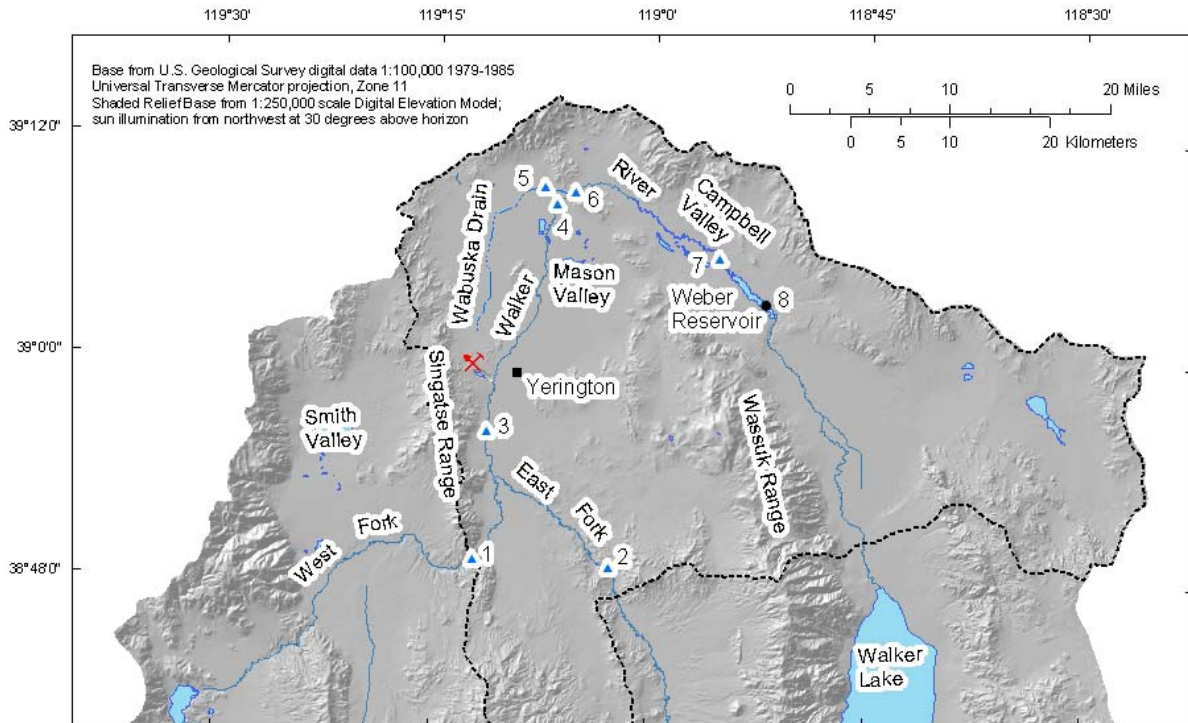 119°30'
119°15'
119°0'
118°45'
118°30'
Base from U.S. Geological Survey digital data 1:100,000 1979-1985
Universal Transverse Mercator projection, Zone 11
Shaded Relief Base from 1:250,000 scale Digital Elevation Model;
sun illumination from northwest at 30 degrees above horizon
0 5 10 20 Miles
0 5 10 20 Kilometers
39°12'0"
39°0'0"
38°48'0"
5
6
4
River
Campbell
Valley
7
8
Wabuska Drain
Walker
Mason
Valley
Weber
Reservoir
Singatse Range
Yerington
Smith
Valley
3
Wassuk Range
East
Fork
West
Fork
1
2
Walker
Lake